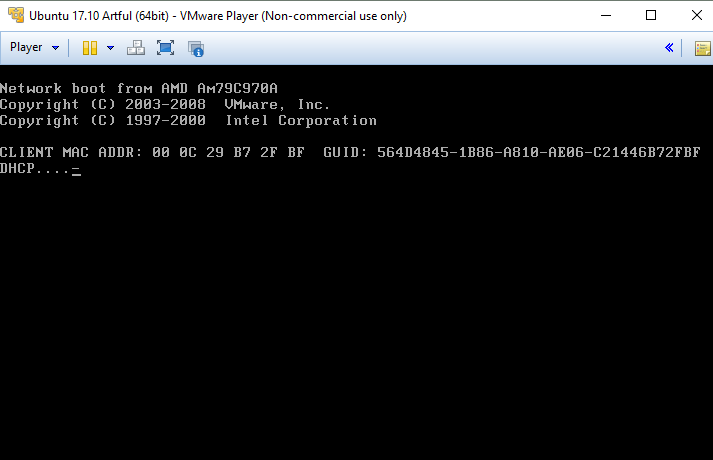 Ubuntu 17.10 Artful (64bit) - VMware Player (Non-commercial use only)
Player
Network boot from AMD Am79C970A
Copyright (C) 2003-2008  VMware, Inc.
Copyright (C) 1997-2000  Intel Corporation
CLIENT MAC ADDR: 00 0C 29 B7 2F BF  GUID: 564D4845-1B86-A810-AE06-C21446B72FBF
DHCP....-